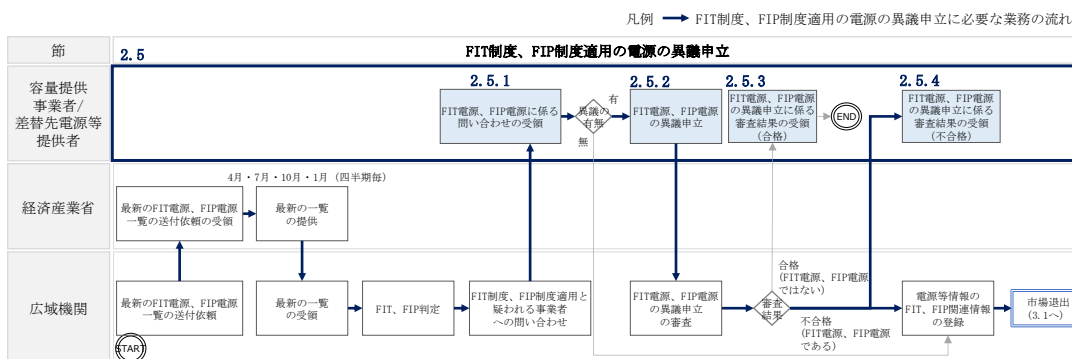 凡例 FIT制度、FIP制度適用の電源の異議申立に必要な業務の流れ
節
2.5
FIT制度、FIP制度適用の電源の異議申立
容量提供
事業者/
差替先電源等
提供者
2.5.1
FIT電源、FIP電源に係る
問い合わせの受領
異議の
有無
有
無
2.5.2
FIT電源、FIP電源
の異議申立
2.5.3
FIT電源、FIP電源
の異議申立に係る
審査結果の受領
(合格)
END
2.5.4
FIT電源、FIP電源
の異議申立に係る
審査結果の受領
(不合格)
経済産業省
4月・7月・10月・1月 (四半期毎)
最新のFIT電源、FIP電源
一覧の送付依頼の受領
最新の一覧
の提供
広域機関
最新のFIT電源、FIP電源
一覧の送付依頼
START
最新の一覧
の受領
FIT、FIP判定
FIT制度、FIP制度適用と
疑われる事業者
への問い合わせ
FIT電源、FIP電源
の異議申立
の審査
審査
結果
合格
(FIT電源、FIP電源
ではない)
不合格
(FIT電源、FIP電源
である)
電源等情報の
FIT、FIP関連情報
の登録
市場退出
(3.1へ)